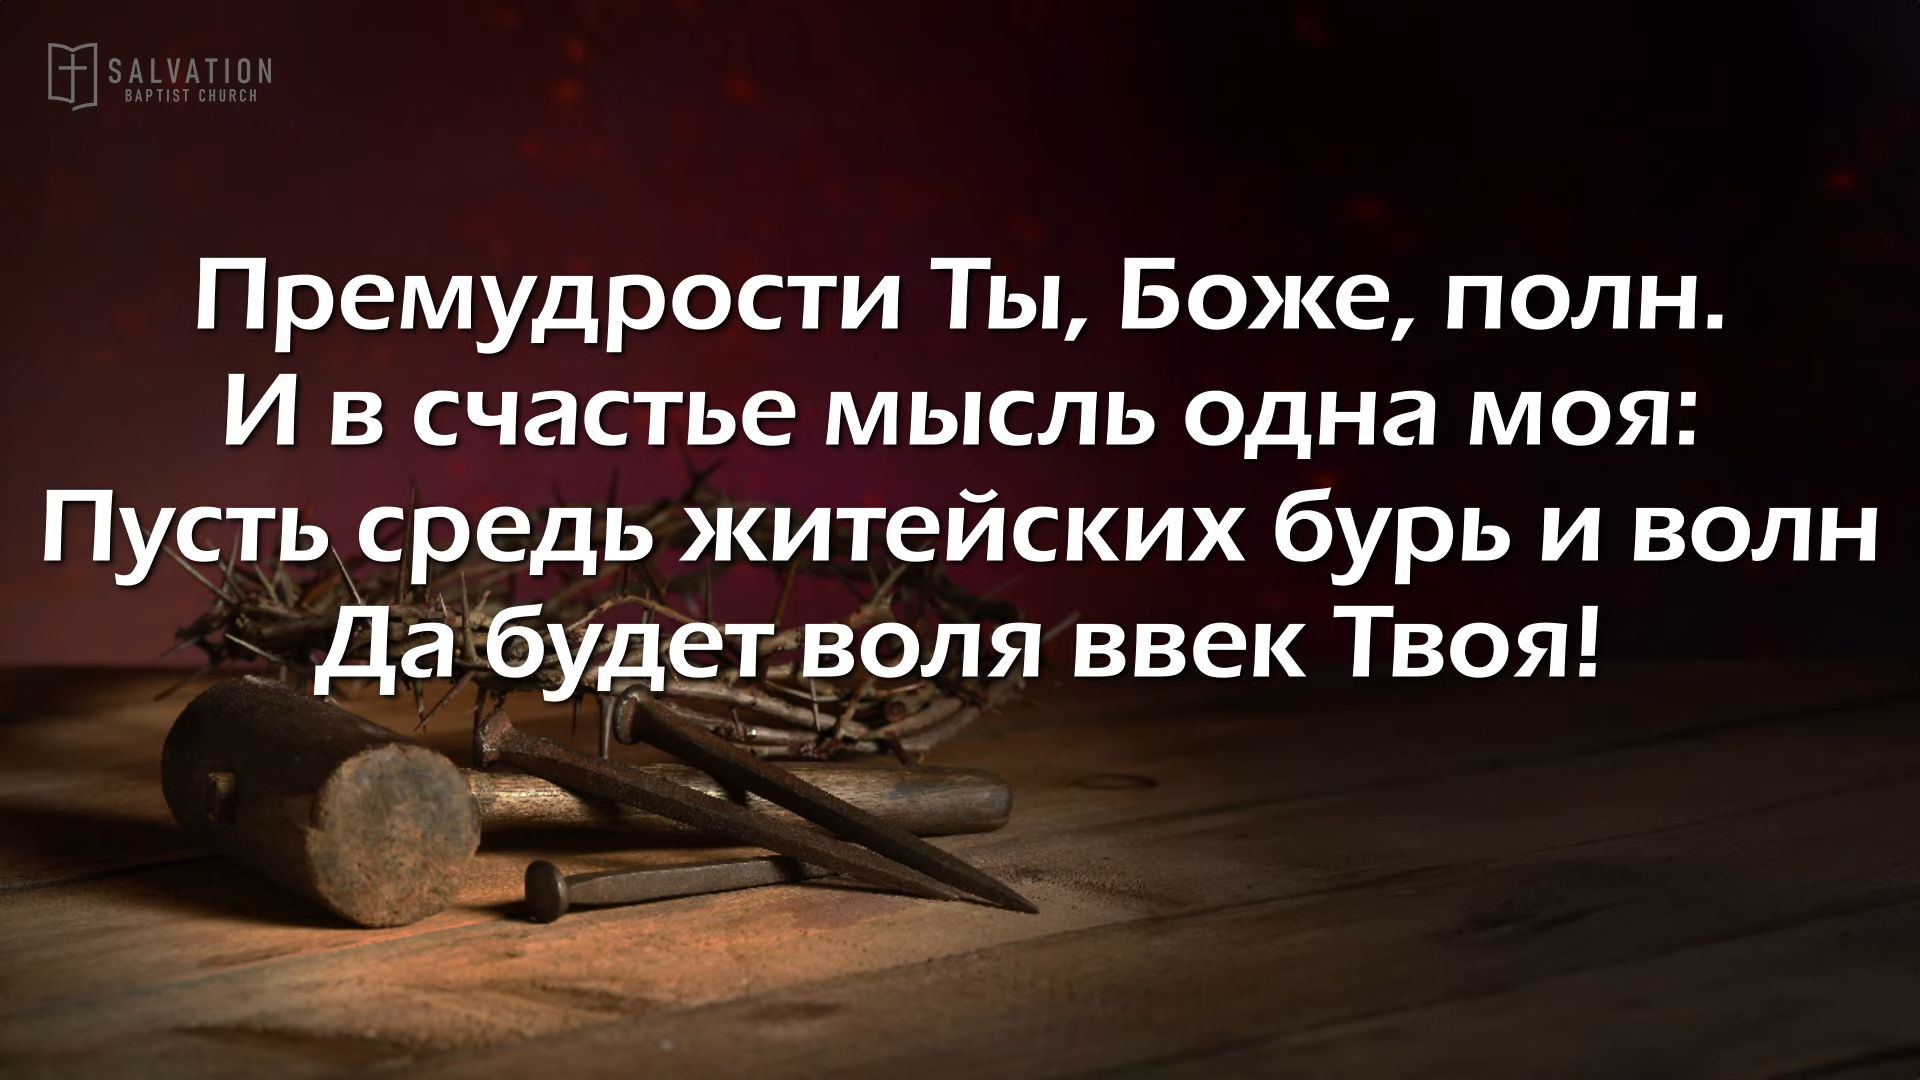 SALVATION
BAPTIST CHURCH
Премудрости Ты, Боже, полн.
И в счастье мысль одна моя:
Пусть средь житейских бурь и волн
Да будет воля ввек Твоя!